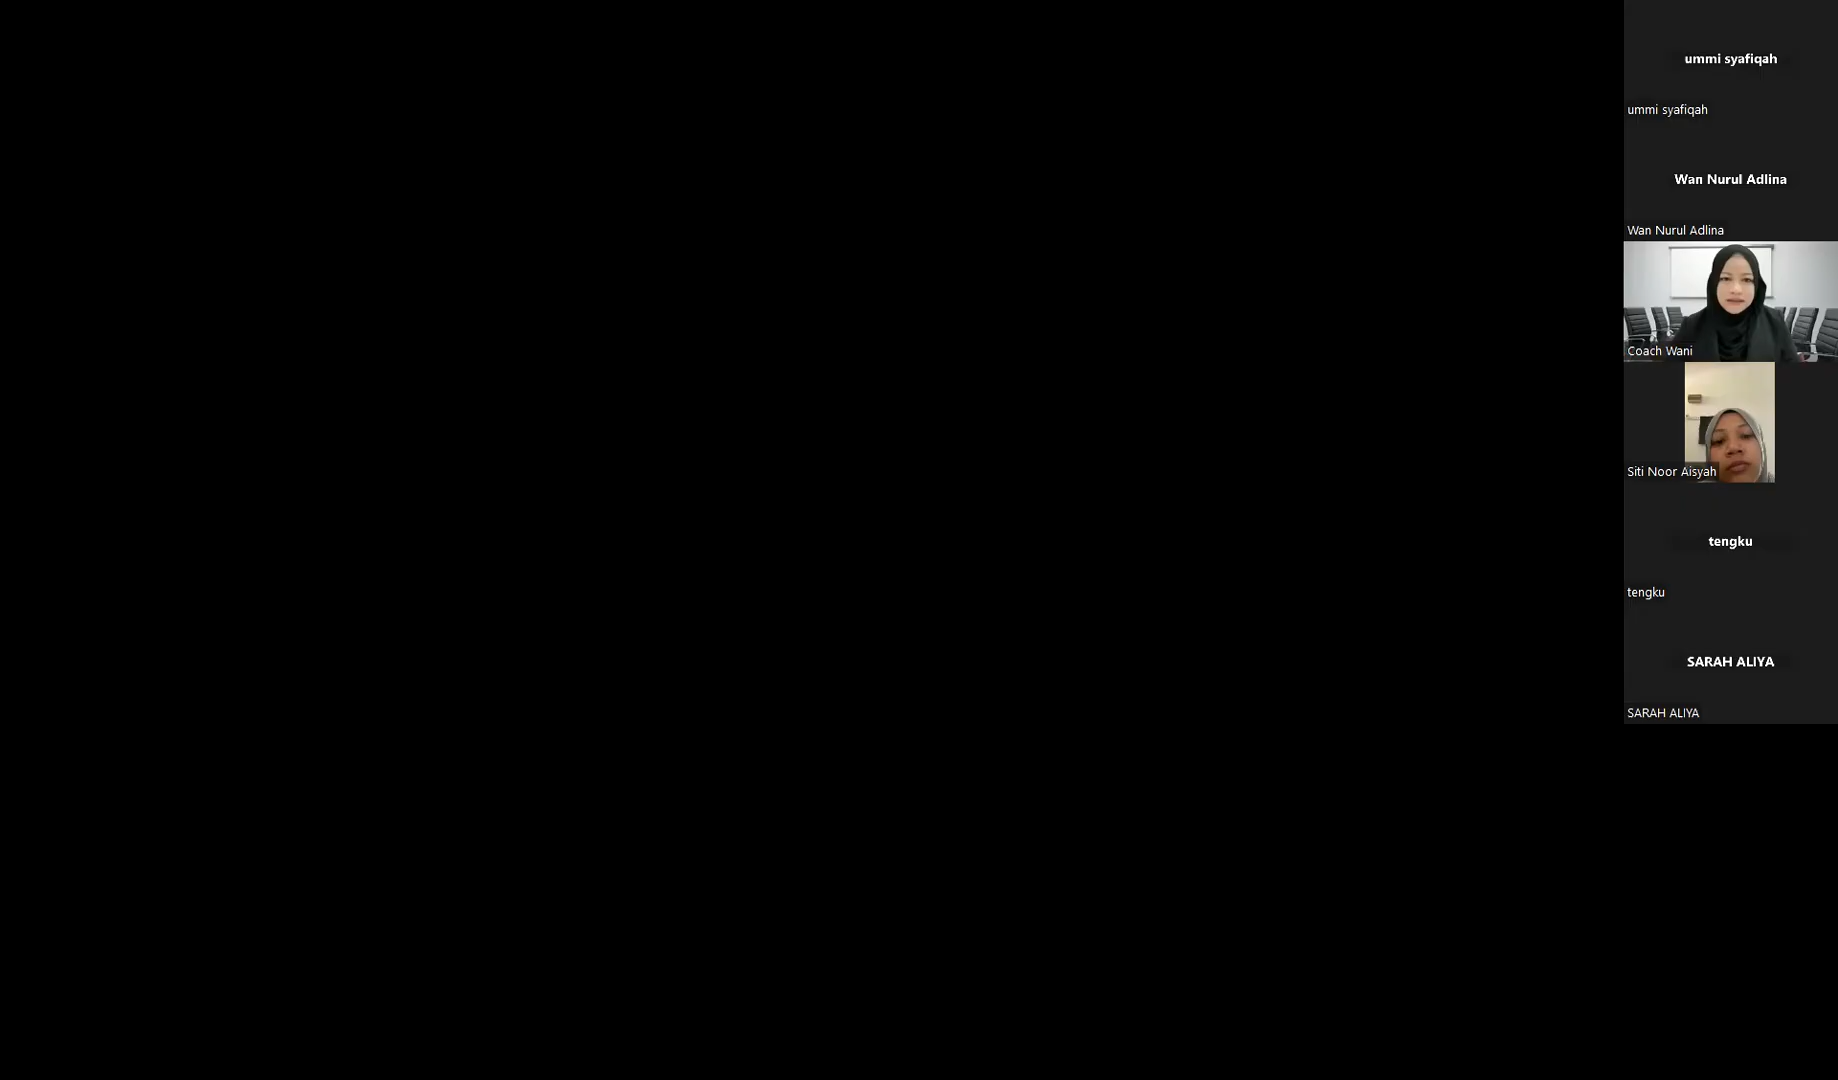 ummi syafiqah
ummi syafiqah
Wan Nurul Adlina
Wan Nurul Adlina
Coach Wani
Siti Noor Aisyah
tengku
tengku
SARAH ALIYA
SARAH ALIYA